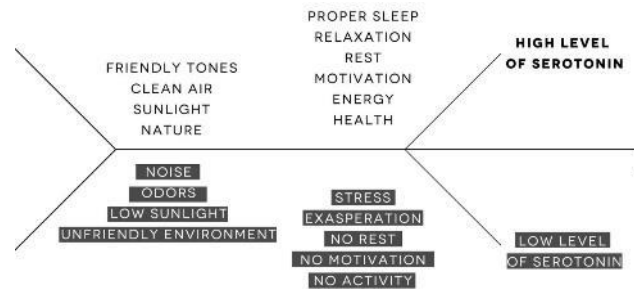 FRIENDLY TONES
CLEAN AIR
SUNLIGHT
NATURE
PROPER SLEEP
RELAXATION
REST
MOTIVATION
ENERGY
HEALTH
HIGH LEVEL
OF SEROTONIN
NOISE
ODORS
LOW SUNLIGHT
UNFRIENDLY ENVIRONMENT
STRESS
EXASPERATION
NO REST
NO MOTIVATION
NO ACTIVITY
LOW LEVEL
OF SEROTONIN